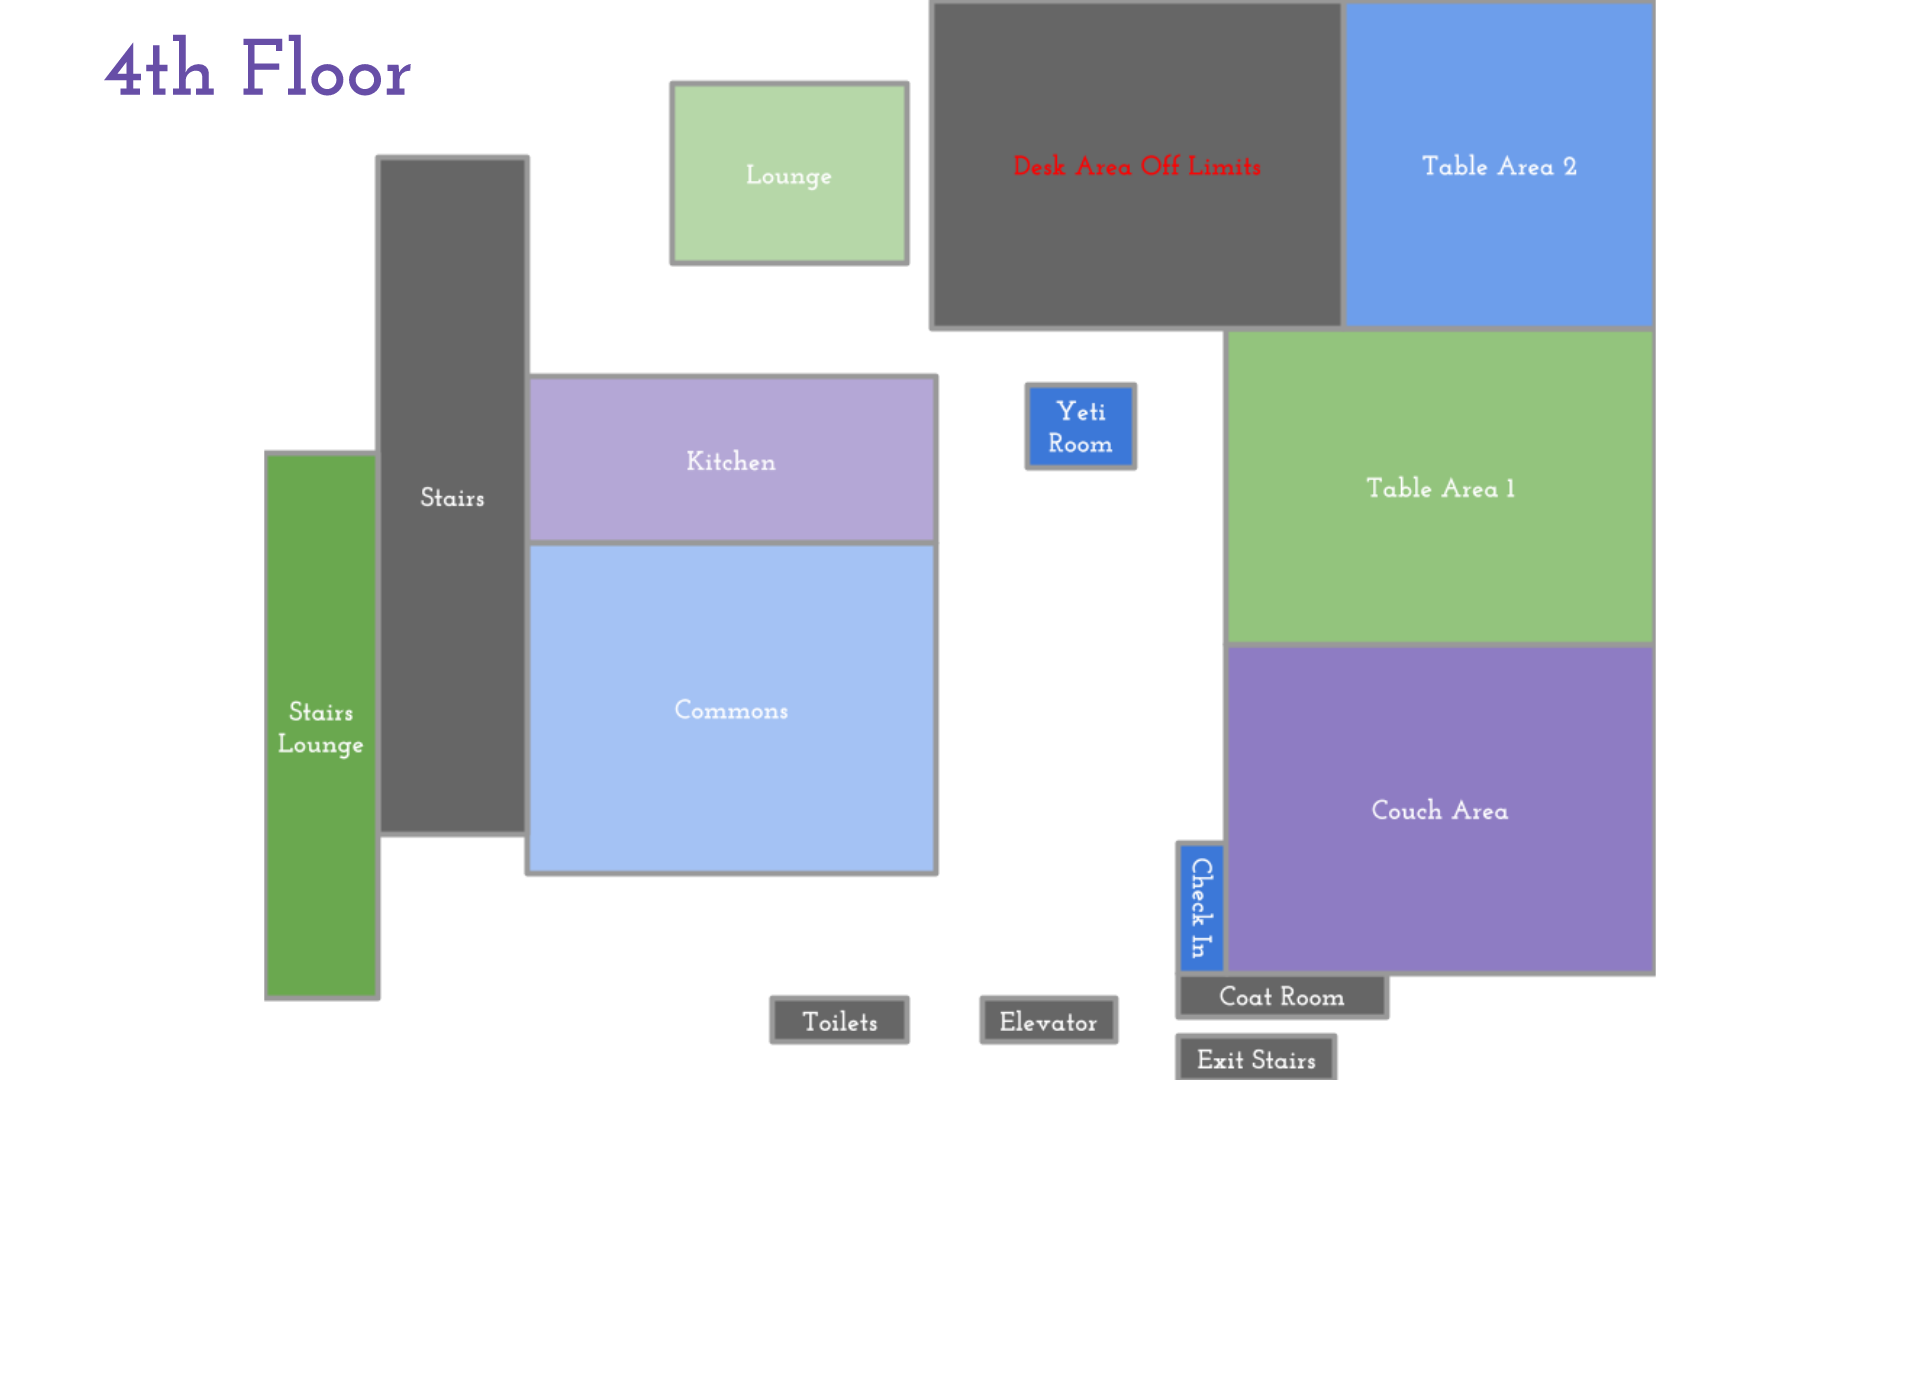 4th Floor
Desk Area Off Limits
Table Area 2
Lounge
Yeti
Room
Kitchen
Table Area 1
Stairs
Stairs
Lounge
Commons
Couch Area
Check In
Coat Room
Toilets
Elevator
Exit Stairs